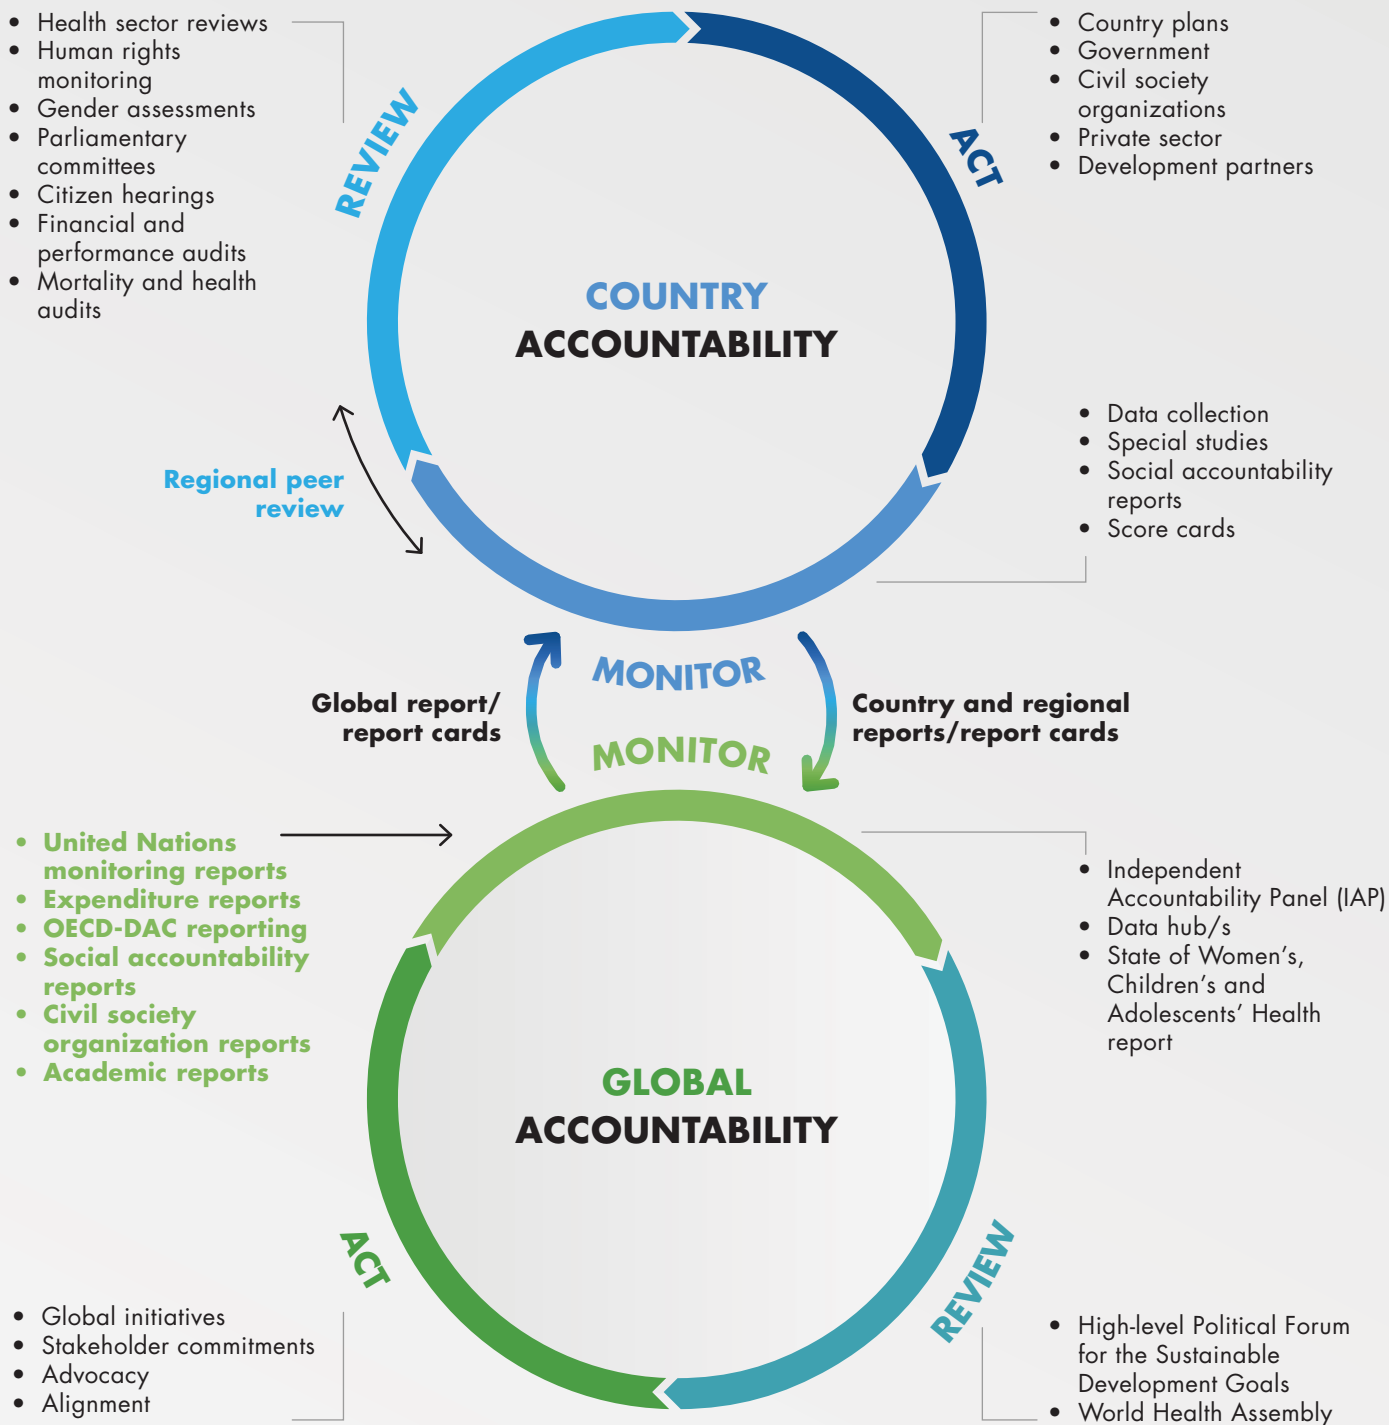 • Health sector reviews
• Human rights
monitoring
• Gender assessments
• Parliamentary
committees
• Citizen hearings
• Financial and
performance audits
• Mortality and health
audits
REVIEW
ACT
• Country plans
• Government
• Civil society
organizations
• Private sector
• Development partners
COUNTRY
ACCOUNTABILITY
• Data collection
• Special studies
• Social accountability
reports
• Score cards
Regional peer
review
MONITOR
Global report/
report cards
Country and regional
reports/report cards
MONITOR
• United Nations
monitoring reports
• Expenditure reports
• OECD-DAC reporting
• Social accountability
reports
• Civil society
organization reports
• Academic reports
• Independent
Accountability Panel (IAP)
• Data hub/s
• State of Women’s,
Children’s and
Adolescents’ Health
report
GLOBAL
ACCOUNTABILITY
ACT
REVIEW
• Global initiatives
• Stakeholder commitments
• Advocacy
• Alignment
• High-level Political Forum
for the Sustainable
Development Goals
• World Health Assembly